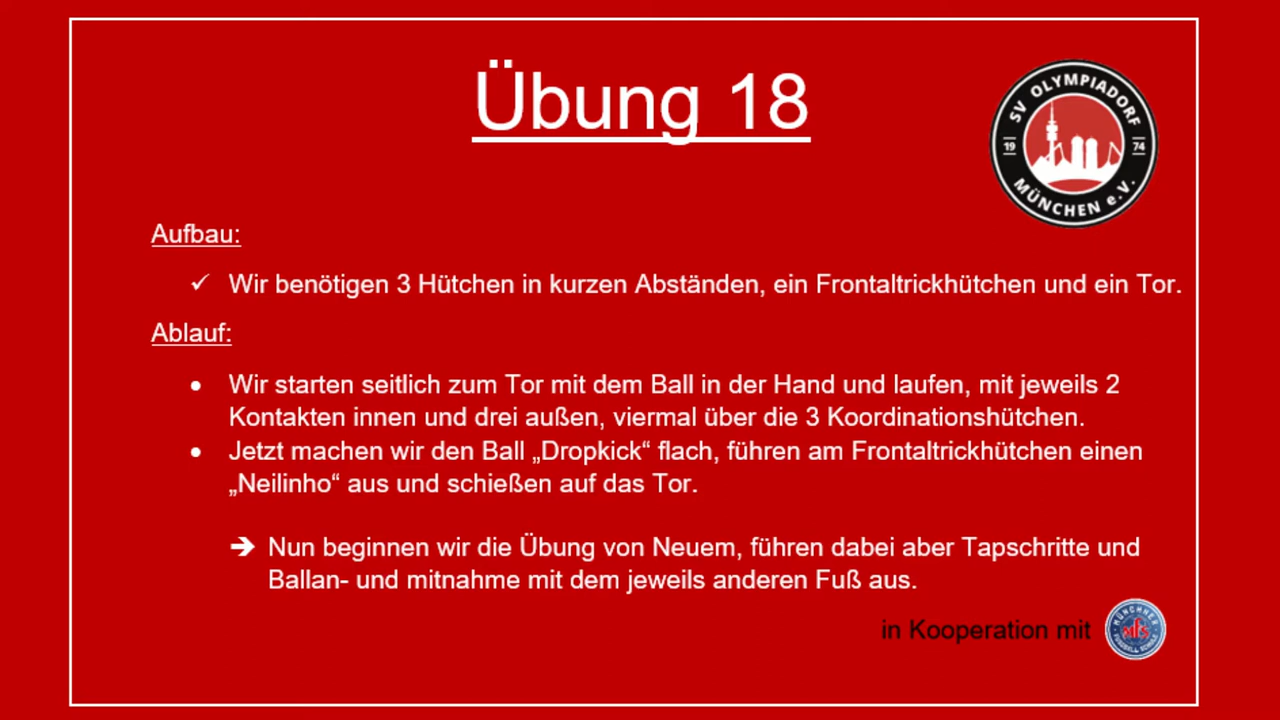 Übung 18
SV OLYMPIADORF
19 74
MÜNCHEN e.V.
Aufbau:
✓ Wir benötigen 3 Hütchen in kurzen Abständen, ein Frontaltrickhütchen und ein Tor.
Ablauf:
• Wir starten seitlich zum Tor mit dem Ball in der Hand und laufen, mit jeweils 2
Kontakten innen und drei außen, viermal über die 3 Koordinationshütchen.
• Jetzt machen wir den Ball „Dropkick“ flach, führen am Frontaltrickhütchen einen
„Neilinho“ aus und schießen auf das Tor.
➔ Nun beginnen wir die Übung von Neuem, führen dabei aber Tapschritte und
Ballan- und mitnahme mit dem jeweils anderen Fuß aus.
in Kooperation mit
MÜNCHNER
mfs
FUSSBALL SCHULE